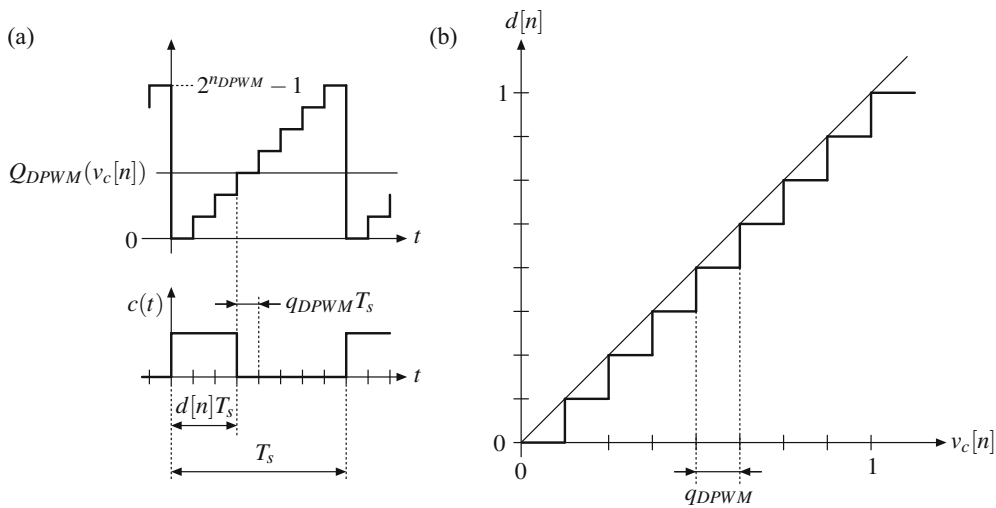 (a)
2^{n_{DPWM}} − 1
Q_{DPWM}(v_c[n])
0
t
c(t)
q_{DPWM}T_s
t
d[n]T_s
T_s
(b)
d[n]
1
0
0
1
v_c[n]
q_{DPWM}